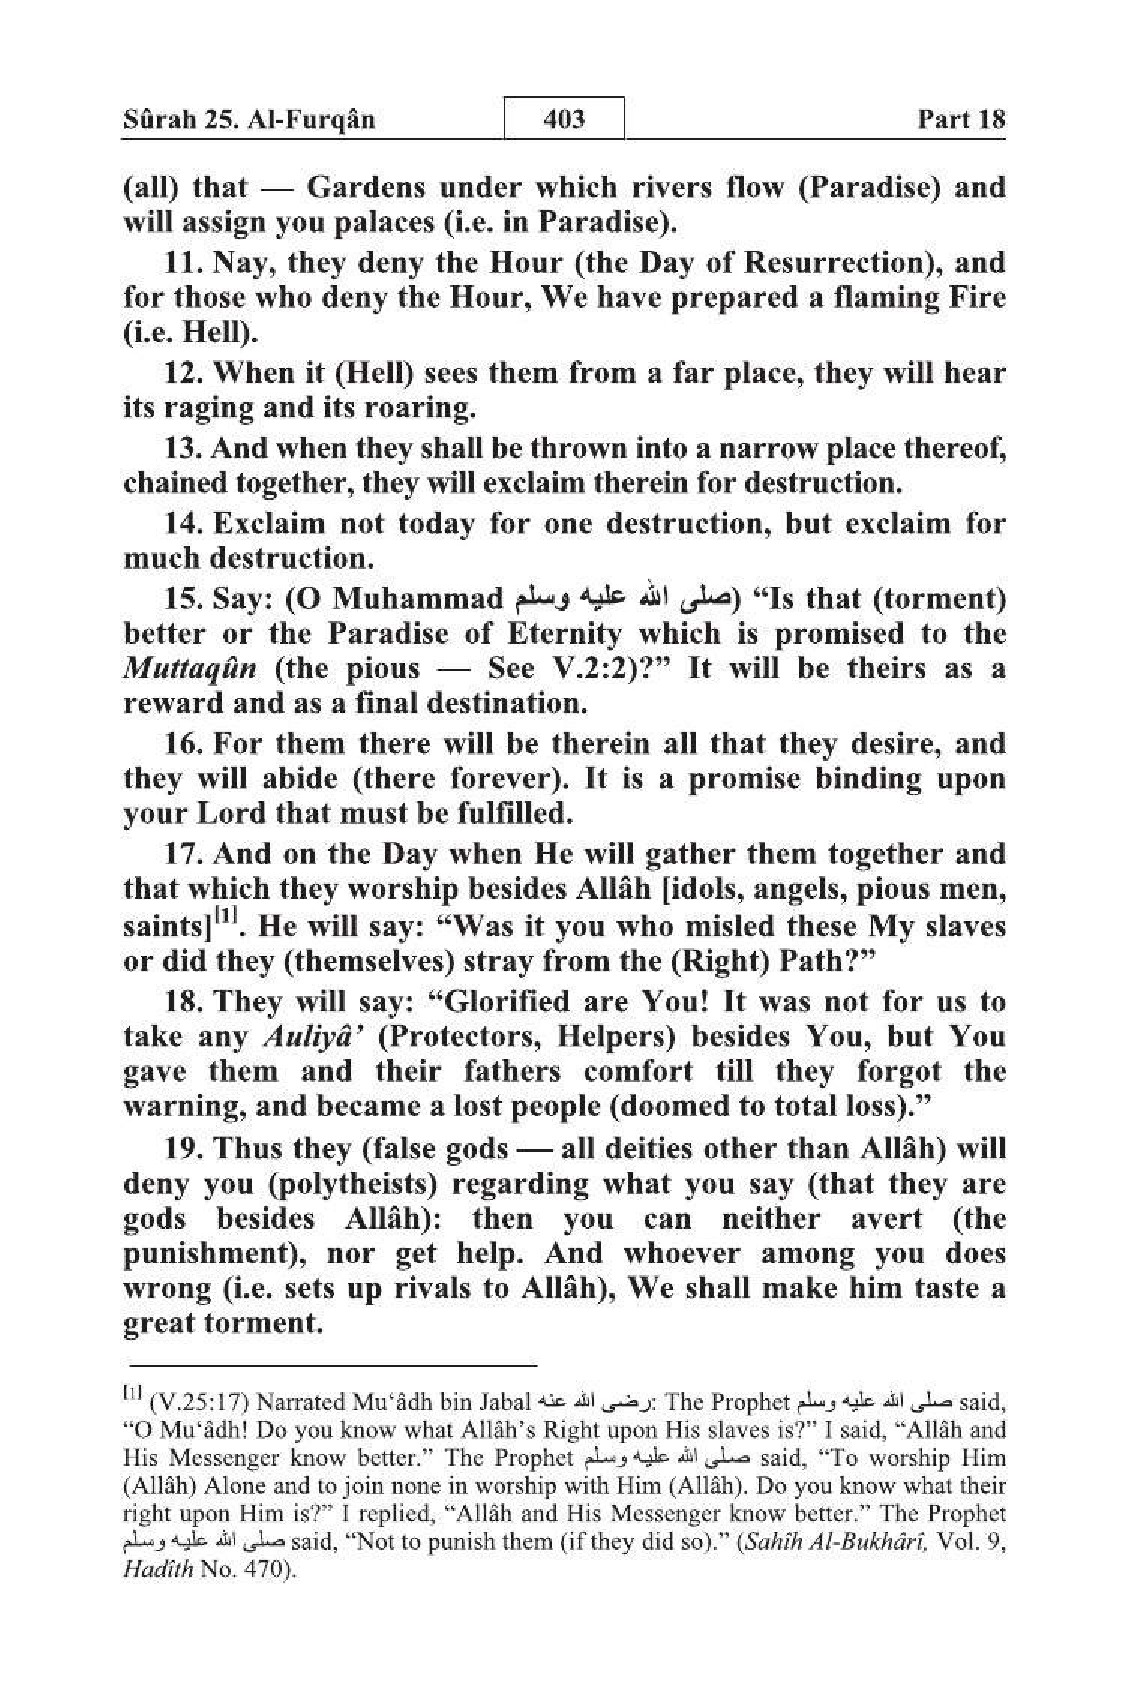 Sûrah 25. Al-Furqân 403 Part 18
(all) that — Gardens under which rivers flow (Paradise) and
will assign you palaces (i.e. in Paradise).
11. Nay, they deny the Hour (the Day of Resurrection), and
for those who deny the Hour, We have prepared a flaming Fire
(i.e. Hell).
12. When it (Hell) sees them from a far place, they will hear
its raging and its roaring.
13. And when they shall be thrown into a narrow place thereof,
chained together, they will exclaim therein for destruction.
14. Exclaim not today for one destruction, but exclaim for
much destruction.
15. Say: (O Muhammad صلى الله عليه وسلم) “Is that (torment)
better or the Paradise of Eternity which is promised to the
Muttaqûn (the pious — See V.2:2)?” It will be theirs as a
reward and as a final destination.
16. For them there will be therein all that they desire, and
they will abide (there forever). It is a promise binding upon
your Lord that must be fulfilled.
17. And on the Day when He will gather them together and
that which they worship besides Allâh [idols, angels, pious men,
saints][1]. He will say: “Was it you who misled these My slaves
or did they (themselves) stray from the (Right) Path?”
18. They will say: “Glorified are You! It was not for us to
take any Auliyâ’ (Protectors, Helpers) besides You, but You
gave them and their fathers comfort till they forgot the
warning, and became a lost people (doomed to total loss).”
19. Thus they (false gods — all deities other than Allâh) will
deny you (polytheists) regarding what you say (that they are
gods besides Allâh): then you can neither avert (the
punishment), nor get help. And whoever among you does
wrong (i.e. sets up rivals to Allâh), We shall make him taste a
great torment.
[1] (V.25:17) Narrated Mu‘âdh bin Jabal رضى الله عنه: The Prophet صلى الله عليه وسلم said,
“O Mu‘âdh! Do you know what Allâh’s Right upon His slaves is?” I said, “Allâh and
His Messenger know better.” The Prophet صلى الله عليه وسلم said, “To worship Him
(Allâh) Alone and to join none in worship with Him (Allâh). Do you know what their
right upon Him is?” I replied, “Allâh and His Messenger know better.” The Prophet
صلى الله عليه وسلم said, “Not to punish them (if they did so).” (Sahîh Al-Bukhârî, Vol. 9,
Hadîth No. 470).